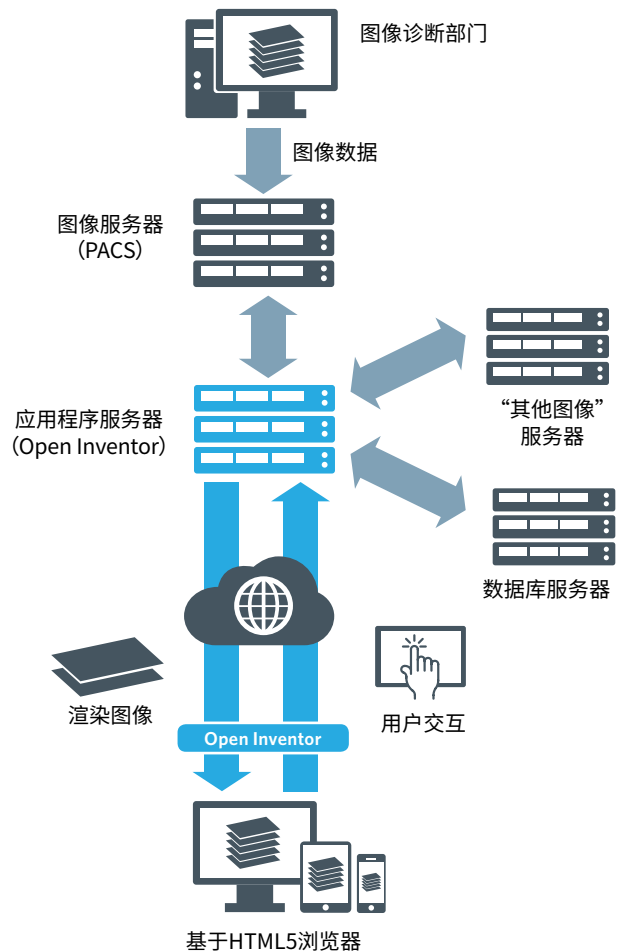 图像诊断部门
图像数据
图像服务器
（PACS）
应用程序服务器
（Open Inventor）
“其他图像”
服务器
数据库服务器
渲染图像
用户交互
Open Inventor
基于HTML5浏览器